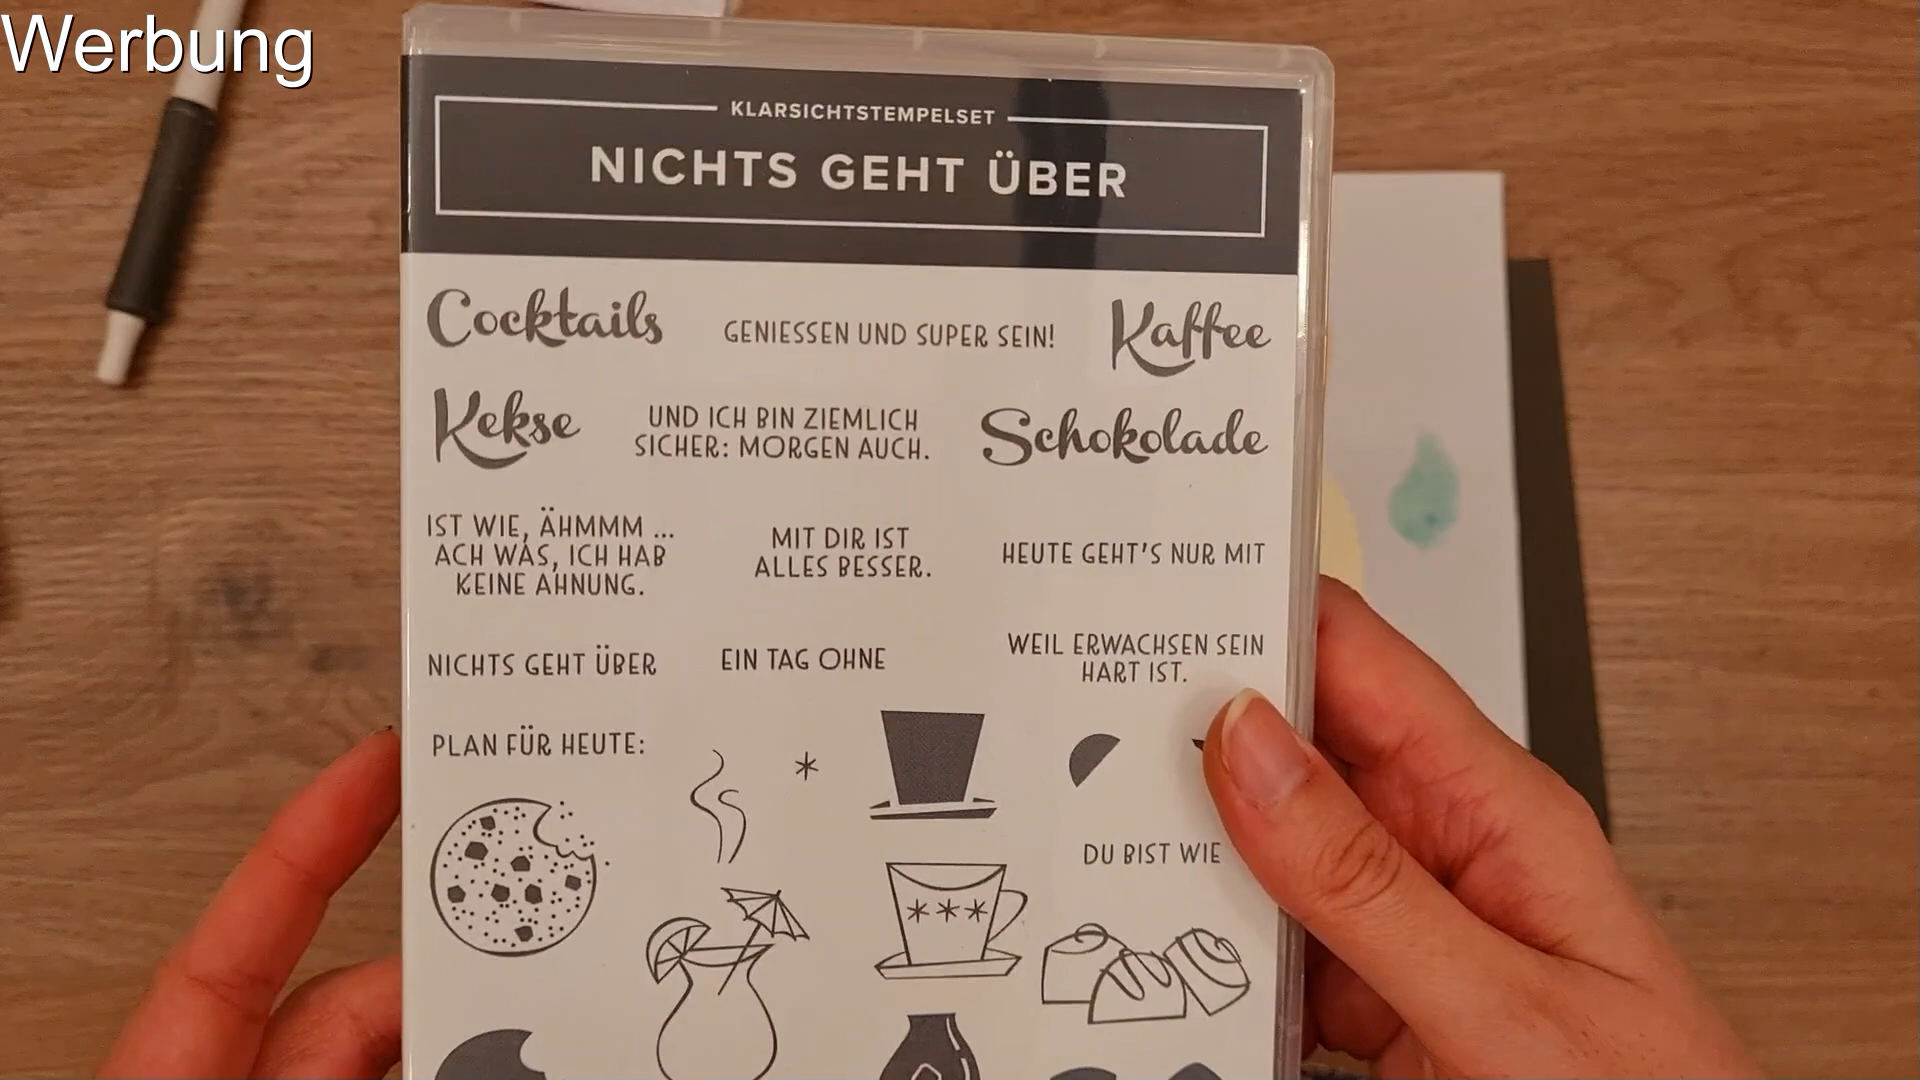 Werbung
KLARSICHTSTEMPELSET
NICHTS GEHT ÜBER
Cocktails
GENIESSEN UND SUPER SEIN!
Kaffee
Kekse
UND ICH BIN ZIEMLICH
SICHER: MORGEN AUCH.
Schokolade
IST WIE, ÄHMMM ...
ACH WAS, ICH HAB
KEINE AHNUNG.
MIT DIR IST
ALLES BESSER.
HEUTE GEHT'S NUR MIT
NICHTS GEHT ÜBER
EIN TAG OHNE
WEIL ERWACHSEN SEIN
HART IST.
PLAN FÜR HEUTE:
DU BIST WIE